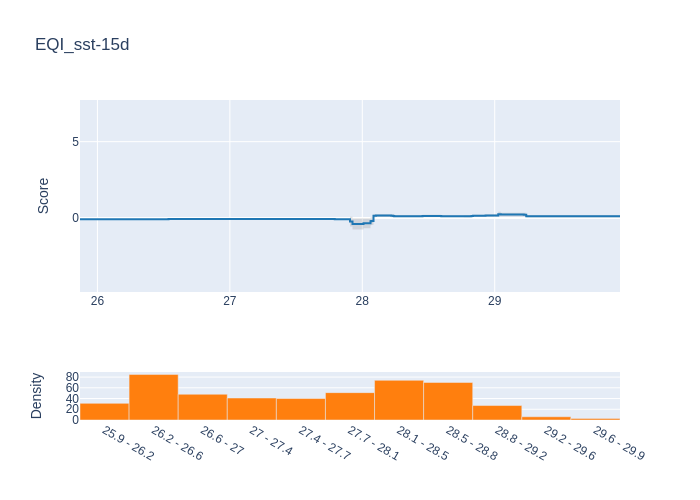 EQI_sst-15d
Score
5
0
26 27 28 29
Density
80
60
40
20
0
25.9 - 26.2
26.2 - 26.6
26.6 - 27
27 - 27.4
27.4 - 27.7
27.7 - 28.1
28.1 - 28.5
28.5 - 28.8
28.8 - 29.2
29.2 - 29.6
29.6 - 29.9